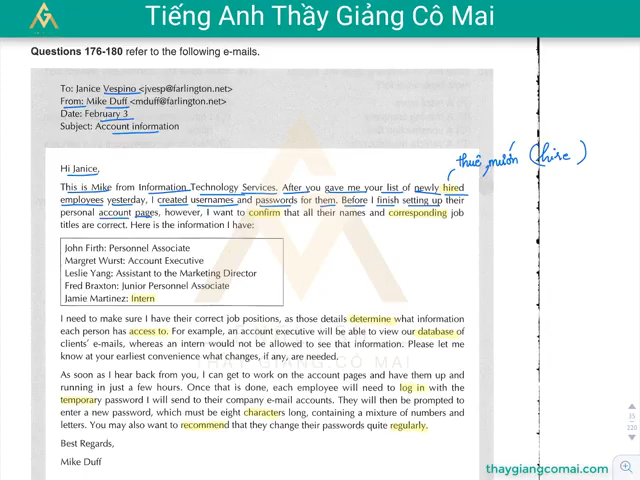 Tiếng Anh Thầy Giảng Cô Mai
Questions 176-180 refer to the following e-mails.
To: Janice Vespino <jvesp@farlington.net>
From: Mike Duff <mduff@farlington.net>
Date: February 3
Subject: Account information
thuê, mướn (hire)
Hi Janice,
This is Mike from Information Technology Services. After you gave me your list of newly hired
employees yesterday, I created usernames and passwords for them. Before I finish setting up their
personal account pages, however, I want to confirm that all their names and corresponding job
titles are correct. Here is the information I have:
John Firth: Personnel Associate
Margret Wurst: Account Executive
Leslie Yang: Assistant to the Marketing Director
Fred Braxton: Junior Personnel Associate
Jamie Martinez: Intern
I need to make sure I have their correct job positions, as those details determine what information
each person has access to. For example, an account executive will be able to view our database of
clients' e-mails, whereas an intern would not be allowed to see that information. Please let me
know at your earliest convenience what changes, if any, are needed.
THAY GIANG CO MAI
As soon as I hear back from you, I can get to work on the account pages and have them up and
running in just a few hours. Once that is done, each employee will need to log in with the
temporary password I will send to their company e-mail accounts. They will then be prompted to
enter a new password, which must be eight characters long, containing a mixture of numbers and
letters. You may also want to recommend that they change their passwords quite regularly.
Best Regards,
Mike Duff
35
220
thaygiangcomai.com